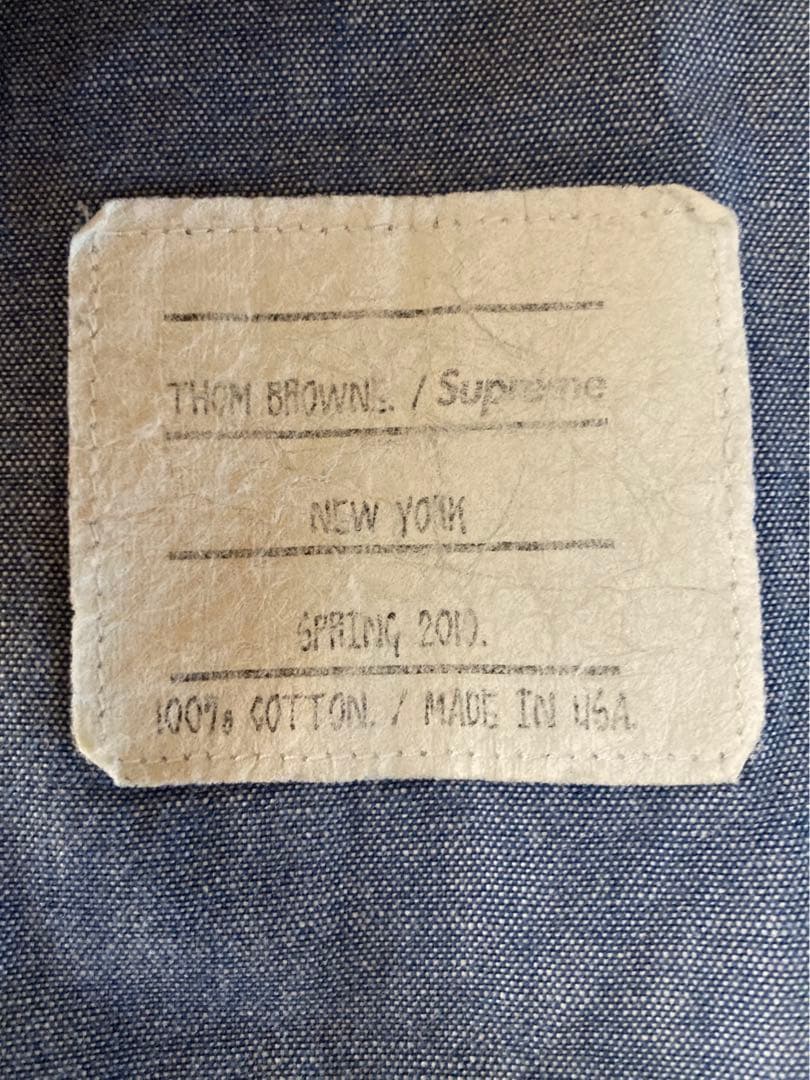 THOM BROWNE. / Supreme
NEW YORK
SPRING 2010.
100% COTTON. / MADE IN USA.